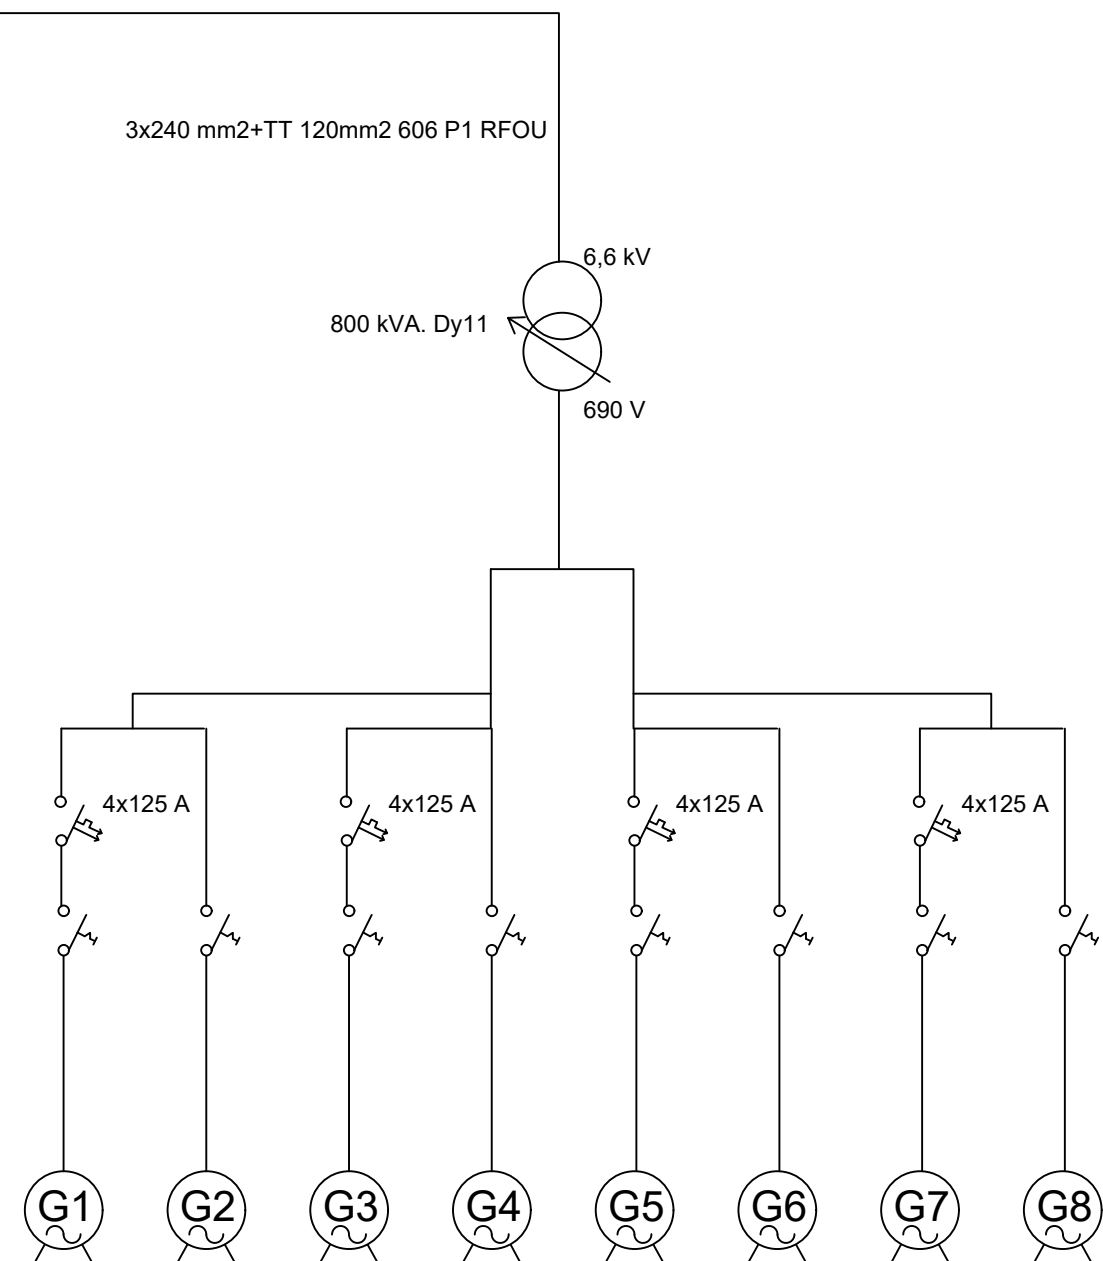 3x240 mm2+TT 120mm2 606 P1 RFOU
6,6 kV
800 kVA. Dy11
690 V
4x125 A
4x125 A
4x125 A
4x125 A
G1
G2
G3
G4
G5
G6
G7
G8